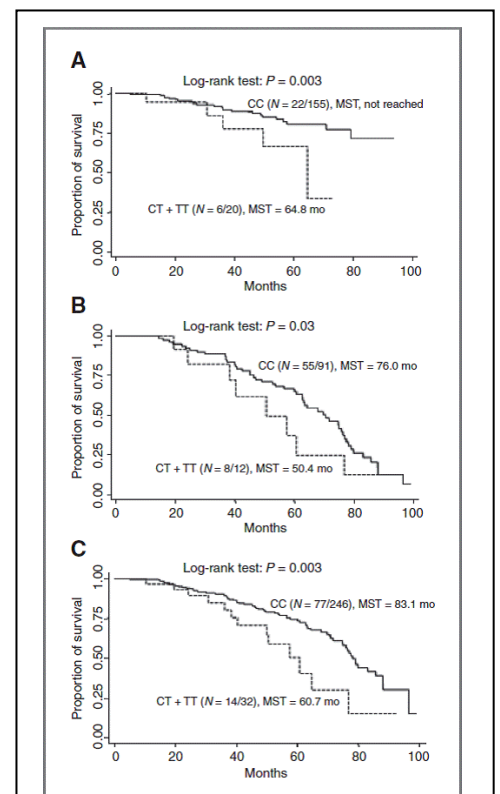 A
Log-rank test: P = 0.003
CC (N = 22/155), MST, not reached
CT + TT (N = 6/20), MST = 64.8 mo
Proportion of survival
0.00 0.25 0.50 0.75 1.00
0 20 40 60 80 100
Months
B
Log-rank test: P = 0.03
CC (N = 55/91), MST = 76.0 mo
CT + TT (N = 8/12), MST = 50.4 mo
Proportion of survival
0.00 0.25 0.50 0.75 1.00
0 20 40 60 80 100
Months
C
Log-rank test: P = 0.003
CC (N = 77/246), MST = 83.1 mo
CT + TT (N = 14/32), MST = 60.7 mo
Proportion of survival
0.00 0.25 0.50 0.75 1.00
0 20 40 60 80 100
Months